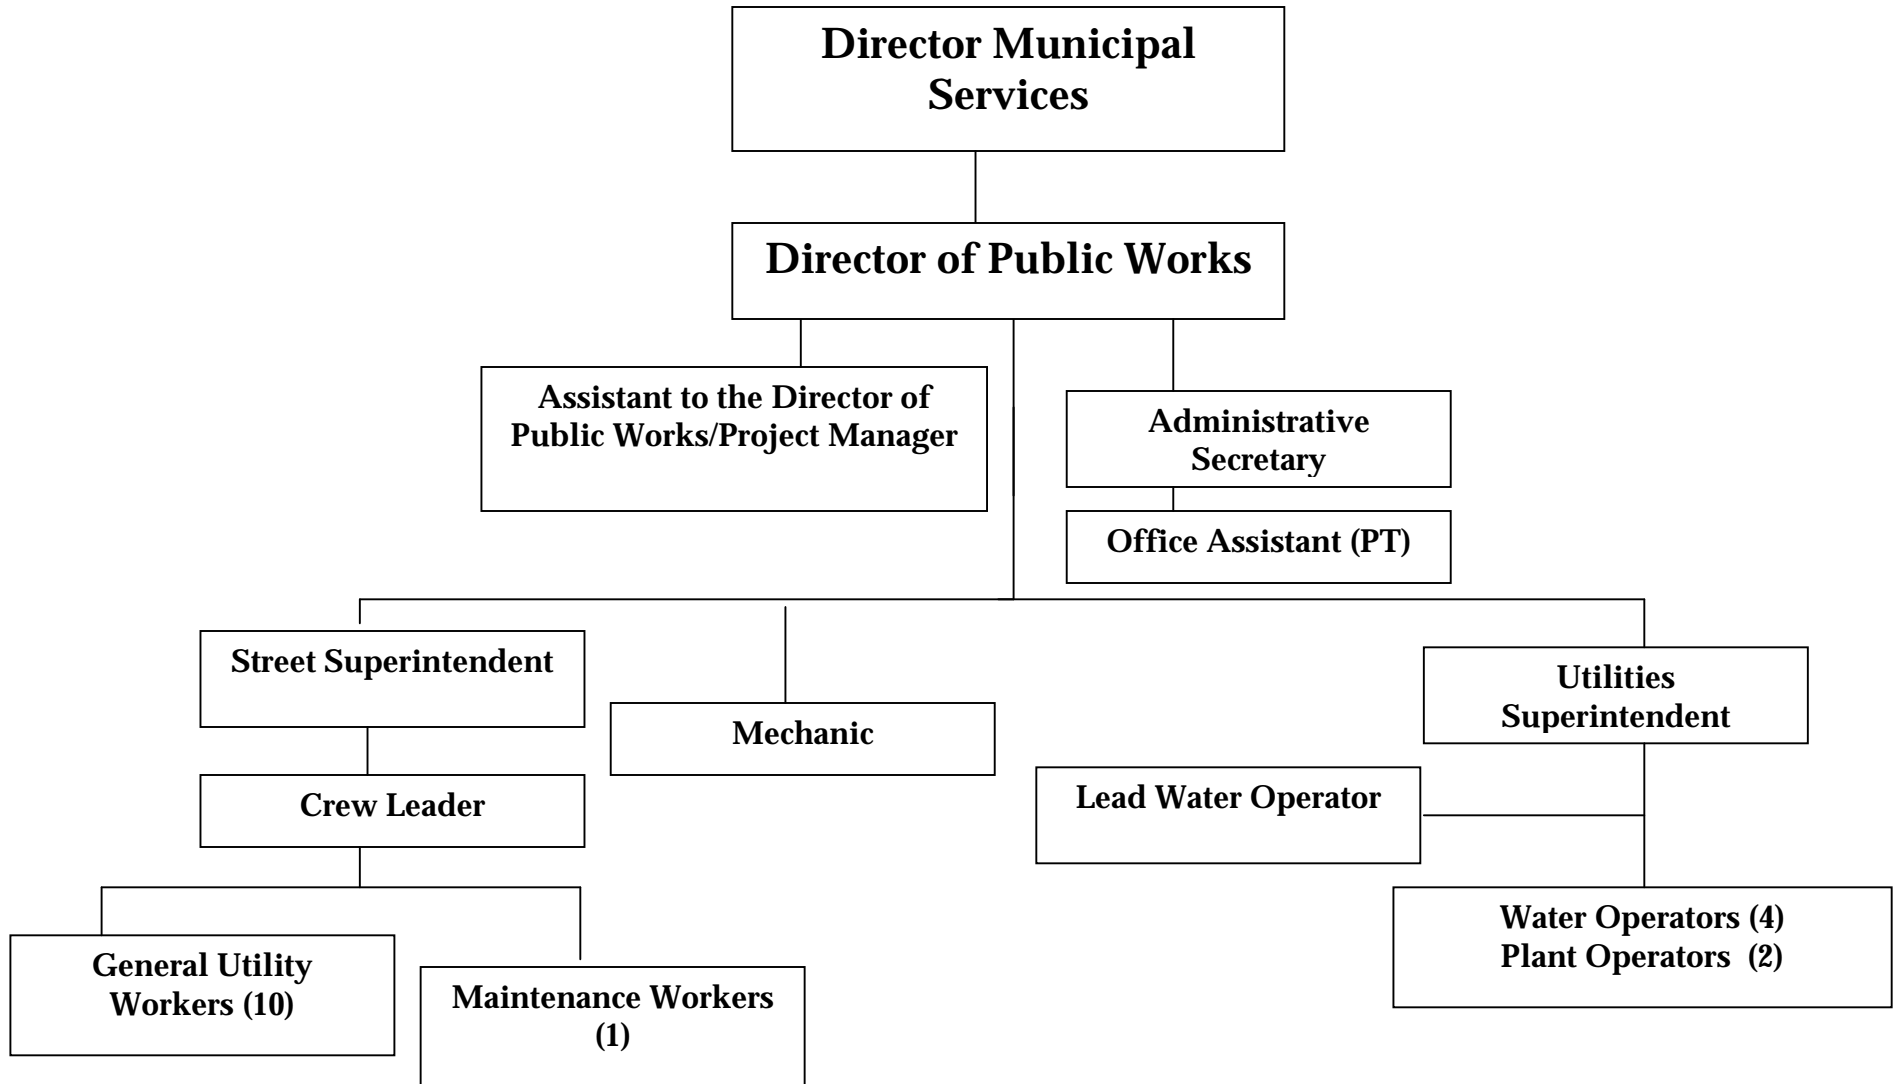 Director Municipal
Services
Director of Public Works
Assistant to the Director of
Public Works/Project Manager
Administrative
Secretary
Office Assistant (PT)
Street Superintendent
Mechanic
Utilities
Superintendent
Crew Leader
Lead Water Operator
General Utility
Workers (10)
Maintenance Workers
(1)
Water Operators (4)
Plant Operators (2)